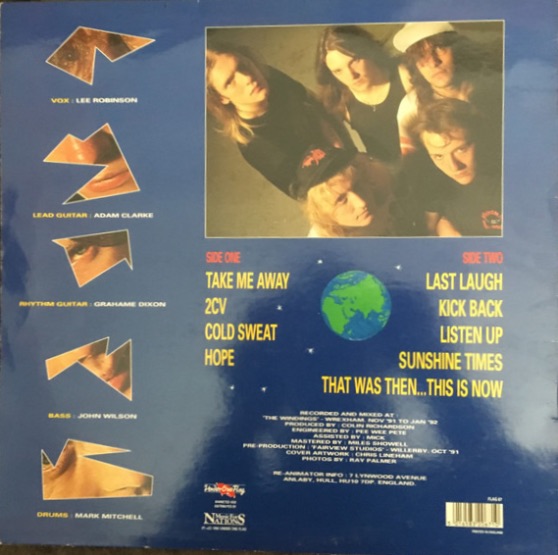 VOX : LEE ROBINSON
LEAD GUITAR : ADAM CLARKE
RHYTHM GUITAR : GRAHAME DIXON
BASS : JOHN WILSON
DRUMS : MARK MITCHELL
SIDE ONE
TAKE ME AWAY
2CV
COLD SWEAT
HOPE
SIDE TWO
LAST LAUGH
KICK BACK
LISTEN UP
SUNSHINE TIMES
THAT WAS THEN...THIS IS NOW
RECORDED AND MIXED AT :
"THE WINDINGS" - WREXHAM. NOV '91 TO JAN '92
PRODUCED BY : COLIN RICHARDSON
ENGINEERED BY : PEE WEE PETE
ASSISTED BY : MICK
MASTERED BY : MILES SHOWELL
PRE-PRODUCTION : 'FAIRVIEW STUDIOS' - WILLERBY. OCT '91
COVER ARTWORK : CHRIS LINEHAM
PHOTOS BY : RAY PALMER
RE-ANIMATOR INFO : 7 LYNWOOD AVENUE
ANLABY, HULL, HU10 7DP. ENGLAND.
Music For
NATIONS